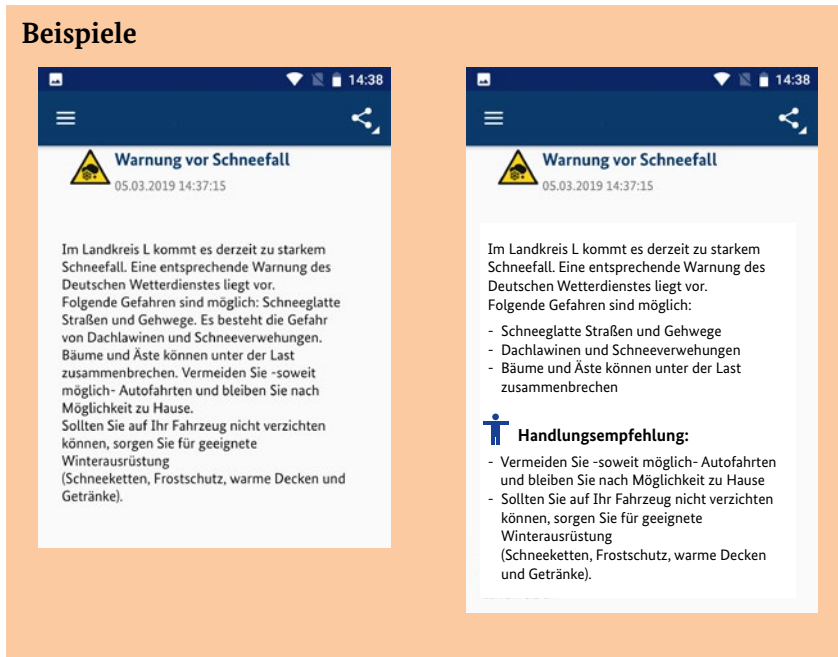 Beispiele
14:38
Warnung vor Schneefall
05.03.2019 14:37:15
Im Landkreis L kommt es derzeit zu starkem
Schneefall. Eine entsprechende Warnung des
Deutschen Wetterdienstes liegt vor.
Folgende Gefahren sind möglich: Schneeglatte
Straßen und Gehwege. Es besteht die Gefahr
von Dachlawinen und Schneeverwehungen.
Bäume und Äste können unter der Last
zusammenbrechen. Vermeiden Sie -soweit
möglich- Autofahrten und bleiben Sie nach
Möglichkeit zu Hause.
Sollten Sie auf Ihr Fahrzeug nicht verzichten
können, sorgen Sie für geeignete
Winterausrüstung
(Schneeketten, Frostschutz, warme Decken und
Getränke).
14:38
Warnung vor Schneefall
05.03.2019 14:37:15
Im Landkreis L kommt es derzeit zu starkem
Schneefall. Eine entsprechende Warnung des
Deutschen Wetterdienstes liegt vor.
Folgende Gefahren sind möglich:
- Schneeglatte Straßen und Gehwege
- Dachlawinen und Schneeverwehungen
- Bäume und Äste können unter der Last
zusammenbrechen
Handlungsempfehlung:
- Vermeiden Sie -soweit möglich- Autofahrten
und bleiben Sie nach Möglichkeit zu Hause
- Sollten Sie auf Ihr Fahrzeug nicht verzichten
können, sorgen Sie für geeignete
Winterausrüstung
(Schneeketten, Frostschutz, warme Decken
und Getränke).